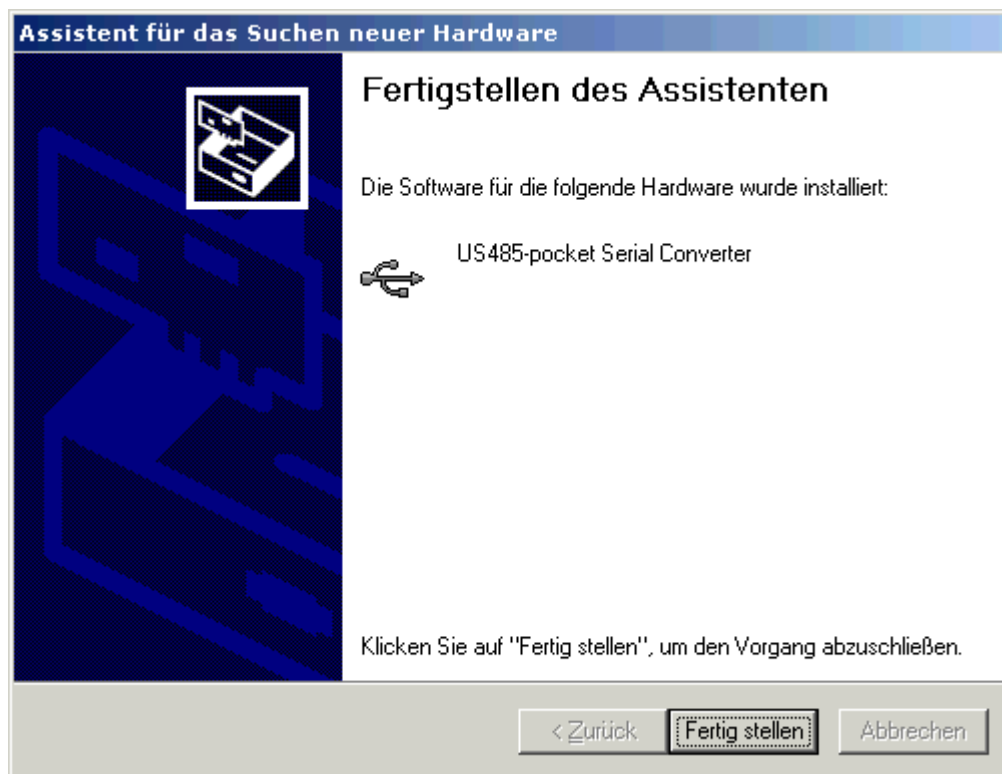 Assistent für das Suchen neuer Hardware
Fertigstellen des Assistenten
Die Software für die folgende Hardware wurde installiert:
US485-pocket Serial Converter
Klicken Sie auf "Fertig stellen", um den Vorgang abzuschließen.
< Zurück
Fertig stellen
Abbrechen